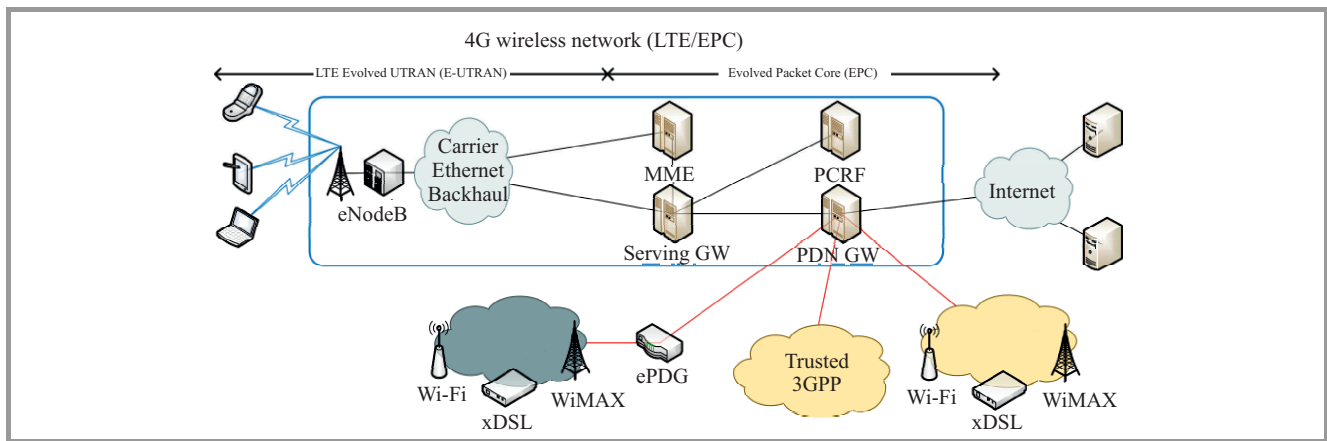 4G wireless network (LTE/EPC)
LTE Evolved UTRAN (E-UTRAN)
Evolved Packet Core (EPC)
Carrier
Ethernet
Backhaul
eNodeB
MME
PCRF
Internet
Serving GW
PDN GW
Wi-Fi
xDSL
WiMAX
ePDG
Trusted
3GPP
Wi-Fi
xDSL
WiMAX